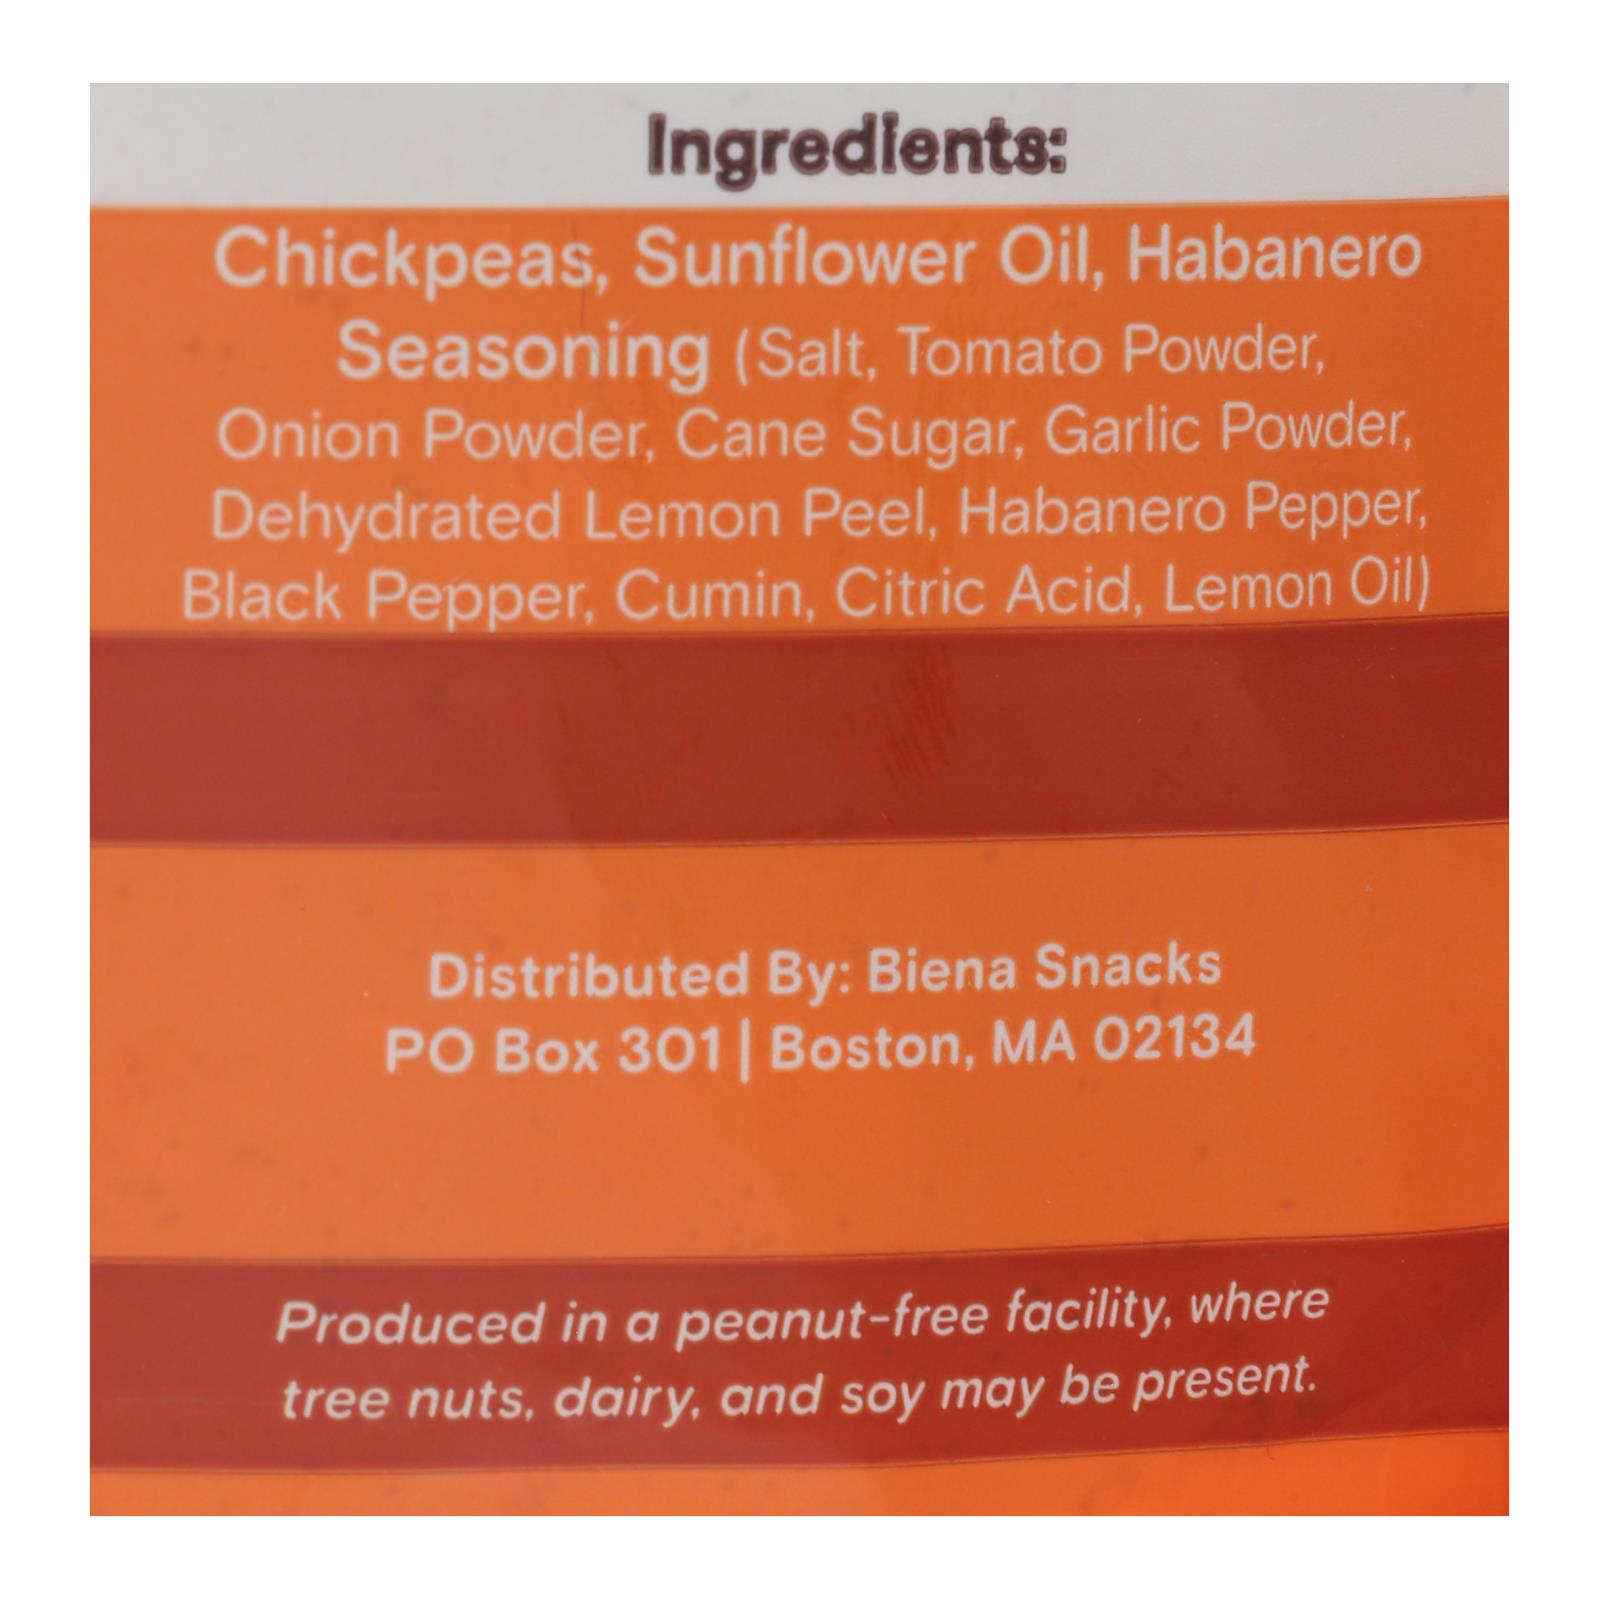 Ingredients:
Chickpeas, Sunflower Oil, Habanero
Seasoning (Salt, Tomato Powder,
Onion Powder, Cane Sugar, Garlic Powder,
Dehydrated Lemon Peel, Habanero Pepper,
Black Pepper, Cumin, Citric Acid, Lemon Oil)
Distributed By: Biena Snacks
PO Box 301 | Boston, MA 02134
Produced in a peanut-free facility, where
tree nuts, dairy, and soy may be present.